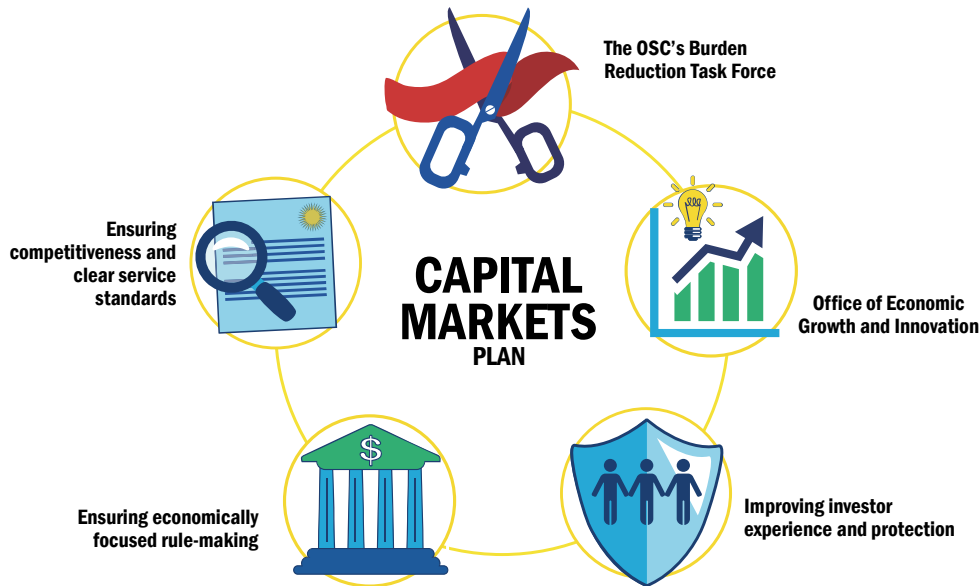 The OSC's Burden
Reduction Task Force
Ensuring
competitiveness and
clear service
standards
CAPITAL
MARKETS
PLAN
Office of Economic
Growth and Innovation
$
Ensuring economically
focused rule-making
Improving investor
experience and protection